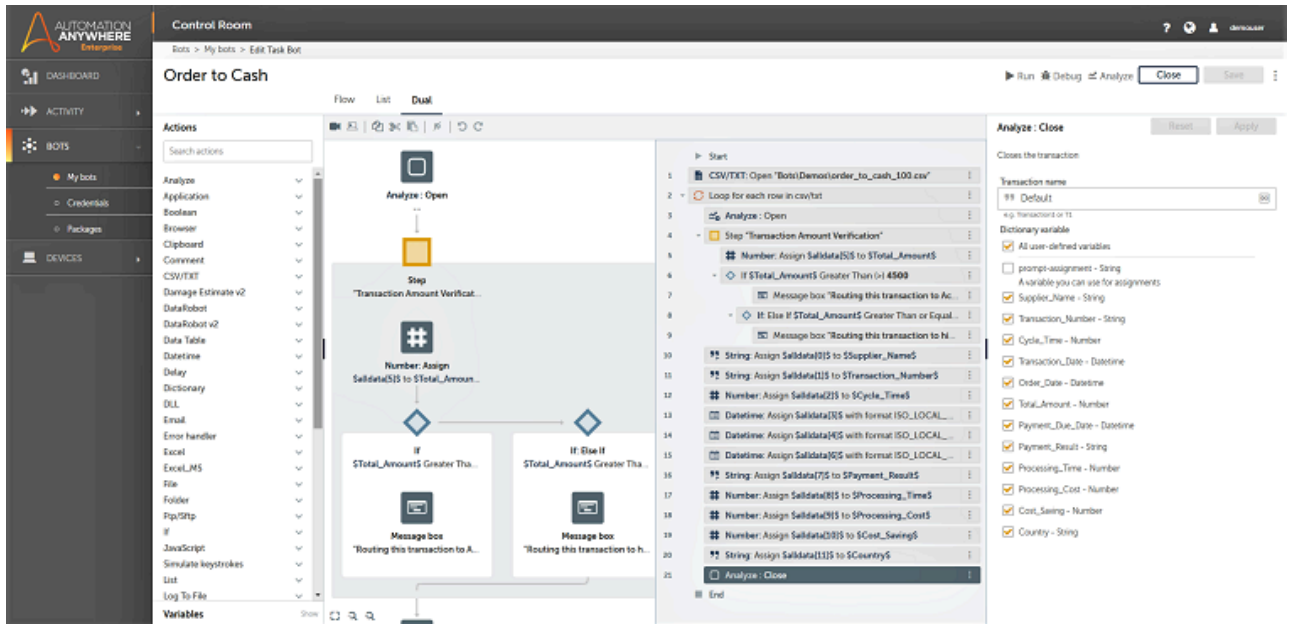 AUTOMATION
ANYWHERE
Enterprise
Control Room
demouser
Bots > My bots > Edit Task Bot
DASHBOARD
ACTIVITY
BOTS
My bots
Credentials
Packages
DEVICES
Order to Cash
Run Debug Analyze Close Save
Flow List Dual
Actions
Search actions
Analyze
Application
Boolean
Browser
Clipboard
Comment
CSV/TXT
Damage Estimate v2
DataRobot
DataRobot v2
Data Table
Datetime
Delay
Dictionary
DLL
Email
Error handler
Excel
Excel_MS
File
Folder
Ftp/Sftp
If
JavaScript
Simulate keystrokes
List
Log To File
Variables Show
Analyze : Open
Step
"Transaction Amount Verificat...
Number: Assign
$alldata[5]$ to $Total_Amoun...
If
$Total_Amount$ Greater Tha...
If: Else If
$Total_Amount$ Greater Tha...
Message box
"Routing this transaction to A...
Message box
"Routing this transaction to h...
Start
1 CSV/TXT: Open "Bots\Demos\order_to_cash_100.csv"
2 Loop for each row in csv/txt
3 Analyze : Open
4 Step "Transaction Amount Verification"
5 Number: Assign $alldata[5]$ to $Total_Amount$
6 If $Total_Amount$ Greater Than (>) 4500
7 Message box "Routing this transaction to Ac...
8 If: Else If $Total_Amount$ Greater Than or Equal...
9 Message box "Routing this transaction to hi...
10 String: Assign $alldata[0]$ to $Supplier_Name$
11 String: Assign $alldata[1]$ to $Transaction_Number$
12 Number: Assign $alldata[2]$ to $Cycle_Time$
13 Datetime: Assign $alldata[3]$ with format ISO_LOCAL_...
14 Datetime: Assign $alldata[4]$ with format ISO_LOCAL_...
15 Datetime: Assign $alldata[6]$ with format ISO_LOCAL_...
16 String: Assign $alldata[7]$ to $Payment_Result$
17 Number: Assign $alldata[8]$ to $Processing_Time$
18 Number: Assign $alldata[9]$ to $Processing_Cost$
19 Number: Assign $alldata[10]$ to $Cost_Saving$
20 String: Assign $alldata[11]$ to $Country$
21 Analyze : Close
End
Analyze : Close Reset Apply
Closes the transaction
Transaction name
Default
e.g. Transaction1 or T1
Dictionary variable
All user-defined variables
prompt-assignment - String
A variable you can use for assignments
Supplier_Name - String
Transaction_Number - String
Cycle_Time - Number
Transaction_Date - Datetime
Order_Date - Datetime
Total_Amount - Number
Payment_Due_Date - Datetime
Payment_Result - String
Processing_Time - Number
Processing_Cost - Number
Cost_Saving - Number
Country - String